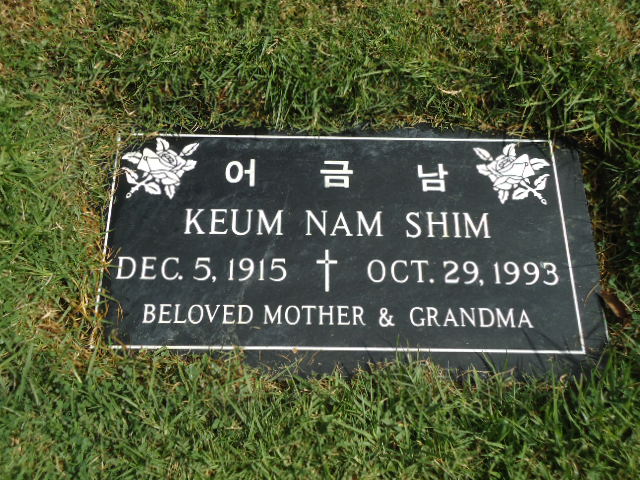 어 금 남
KEUM NAM SHIM
DEC. 5, 1915 † OCT. 29, 1993
BELOVED MOTHER & GRANDMA